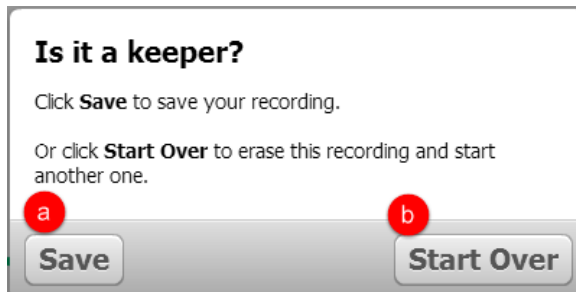 Is it a keeper?
Click Save to save your recording.
Or click Start Over to erase this recording and start
another one.
a b
Save Start Over